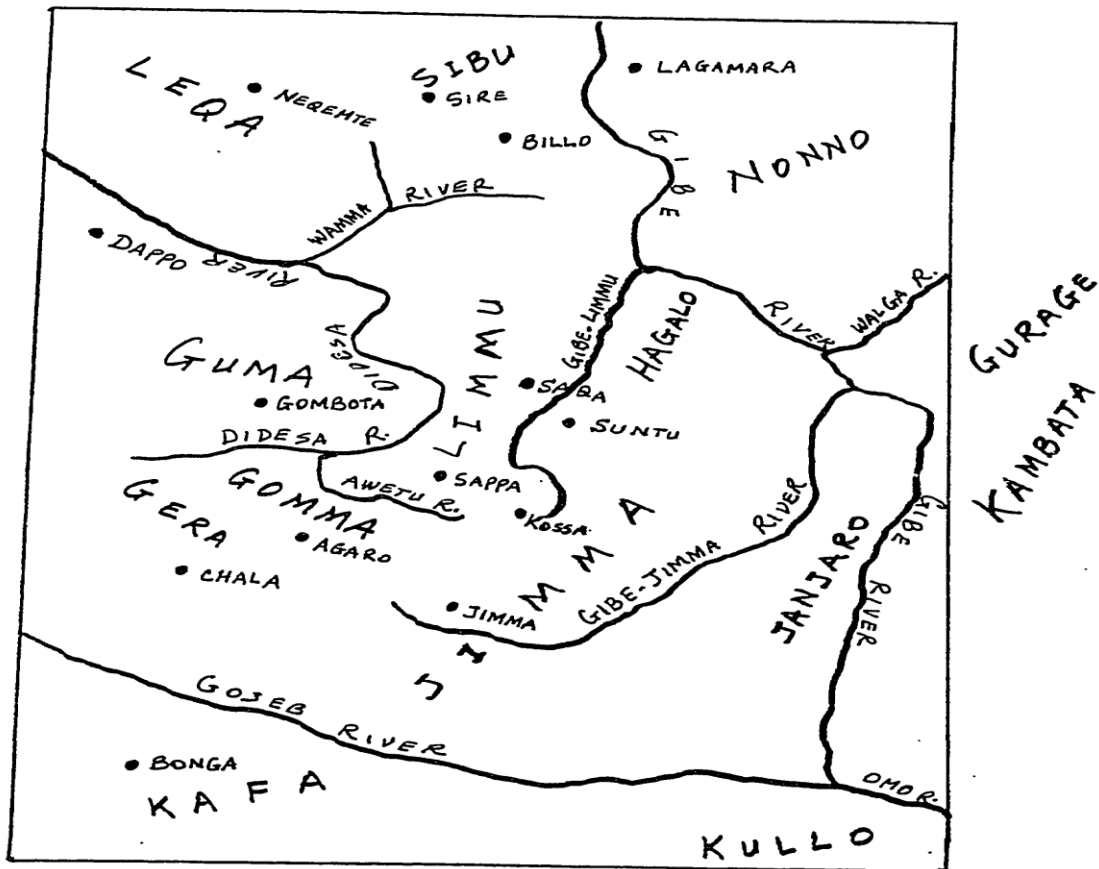 LEQA
NEQEMTE
SIBU
SIRE
BILLO
LAGAMARA
GIBE
NONNO
WAMMA RIVER
DAPPO
RIVER
DIDESA
GUMA
GOMBOTA
DIDESA R.
LIMMU
GIBE-LIMMU
HAGALO
RIVER
WALGA R.
GURAGE
KAMBATA
SAQA
SUNTU
SAPPA
AWETU R.
KOSSA
GOMMA
GERA
AGARO
CHALA
JIMMA
JIMMA
GIBE-JIMMA RIVER
JANJARO
GIBE RIVER
GOJEB RIVER
BONGA
KAFA
OMO R.
KULLO